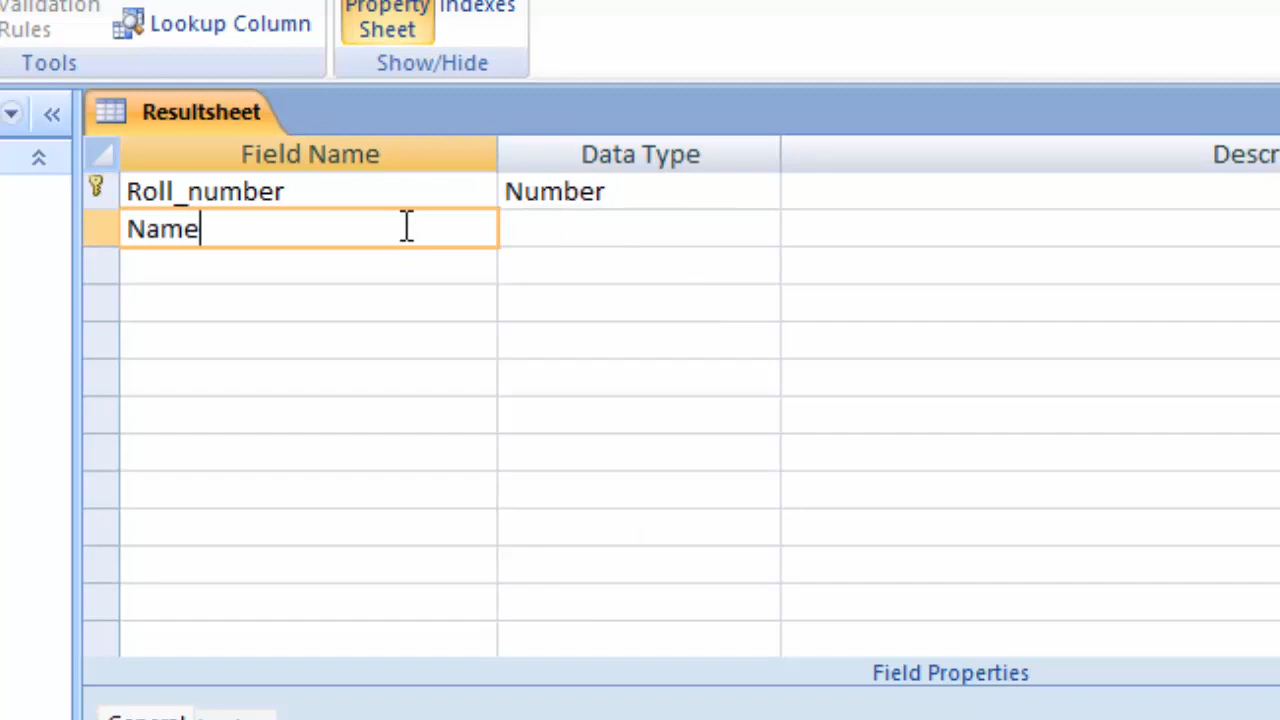 Validation
Rules
Lookup Column
Property
Sheet
Indexes
Tools
Show/Hide
Resultsheet
Field Name
Data Type
Descr
Roll_number
Number
Name
Field Properties
General